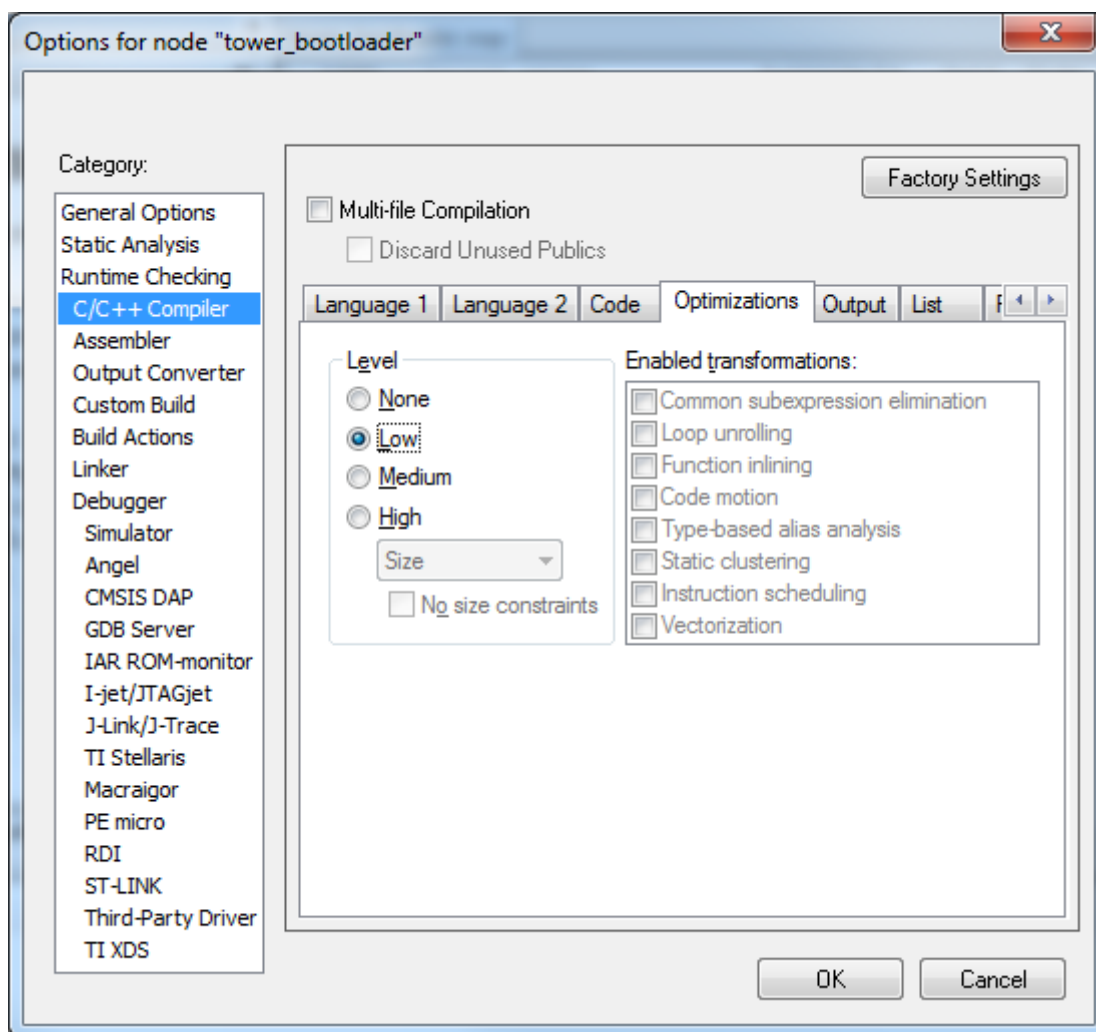 Options for node "tower_bootloader"
Category:
General Options
Static Analysis
Runtime Checking
C/C++ Compiler
Assembler
Output Converter
Custom Build
Build Actions
Linker
Debugger
Simulator
Angel
CMSIS DAP
GDB Server
IAR ROM-monitor
I-jet/JTAGjet
J-Link/J-Trace
TI Stellaris
Macraigor
PE micro
RDI
ST-LINK
Third-Party Driver
TI XDS
Factory Settings
Multi-file Compilation
Discard Unused Publics
Language 1 Language 2 Code Optimizations Output List
Level
None
Low
Medium
High
Size
No size constraints
Enabled transformations:
Common subexpression elimination
Loop unrolling
Function inlining
Code motion
Type-based alias analysis
Static clustering
Instruction scheduling
Vectorization
OK Cancel